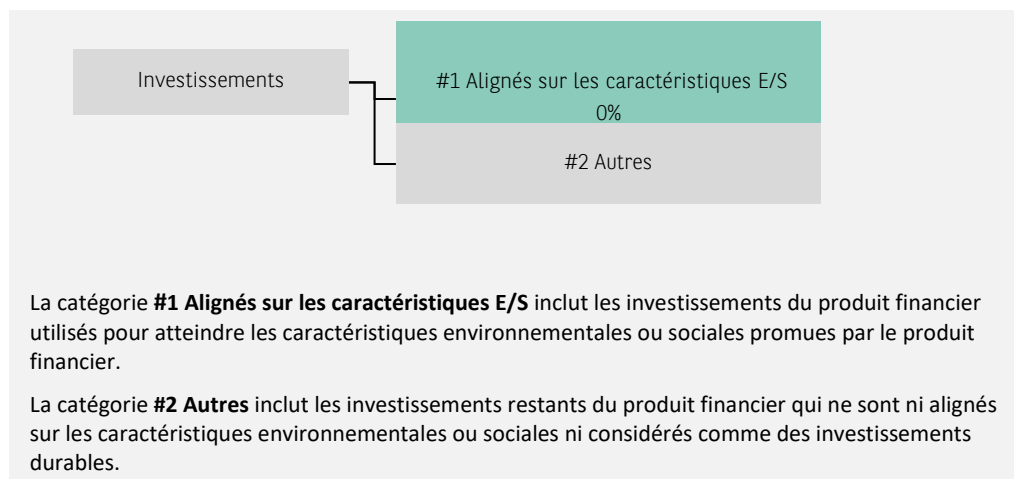 Investissements
#1 Alignés sur les caractéristiques E/S
0%
#2 Autres
La catégorie #1 Alignés sur les caractéristiques E/S inclut les investissements du produit financier
utilisés pour atteindre les caractéristiques environnementales ou sociales promues par le produit
financier.
La catégorie #2 Autres inclut les investissements restants du produit financier qui ne sont ni alignés
sur les caractéristiques environnementales ou sociales ni considérés comme des investissements
durables.